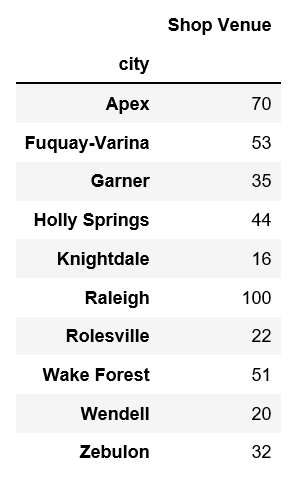 Shop Venue
city
Apex 70
Fuquay-Varina 53
Garner 35
Holly Springs 44
Knightdale 16
Raleigh 100
Rolesville 22
Wake Forest 51
Wendell 20
Zebulon 32